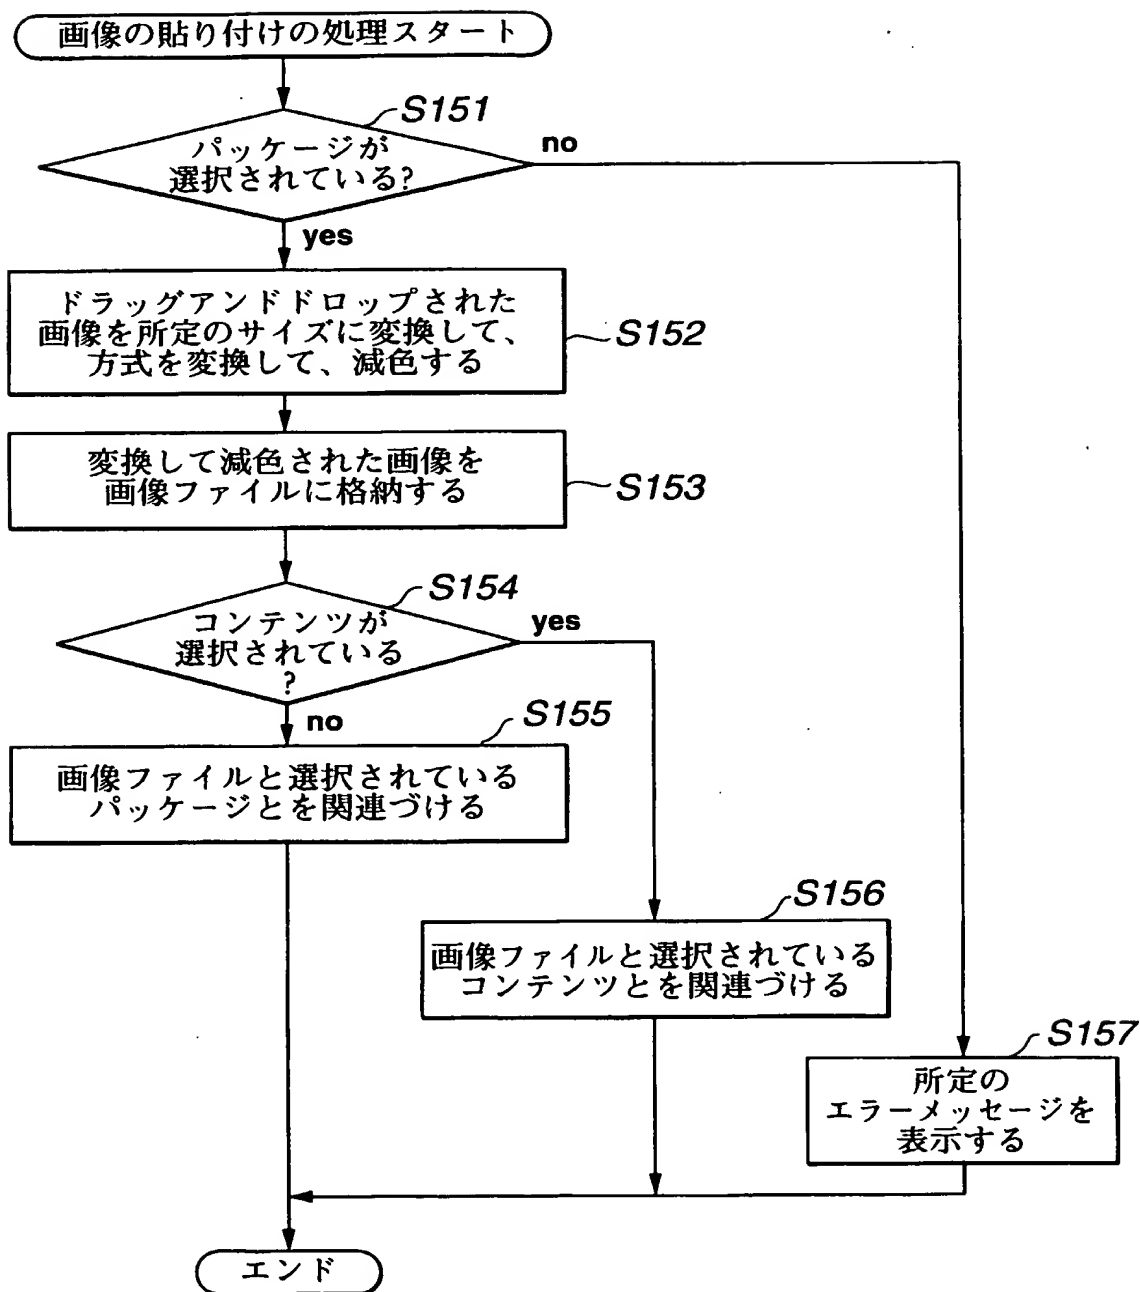 画像の貼り付けの処理スタート
S151
パッケージが
選択されている?
no
yes
ドラッグアンドドロップされた
画像を所定のサイズに変換して、
方式を変換して、減色する
S152
変換して減色された画像を
画像ファイルに格納する
S153
S154
コンテンツが
選択されている
?
yes
no
S155
画像ファイルと選択されている
パッケージとを関連づける
S156
画像ファイルと選択されている
コンテンツとを関連づける
S157
所定の
エラーメッセージを
表示する
エンド